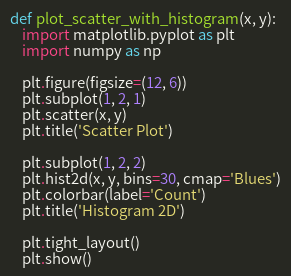 def plot_scatter_with_histogram(x, y):
    import matplotlib.pyplot as plt
    import numpy as np

    plt.figure(figsize=(12, 6))
    plt.subplot(1, 2, 1)
    plt.scatter(x, y)
    plt.title('Scatter Plot')

    plt.subplot(1, 2, 2)
    plt.hist2d(x, y, bins=30, cmap='Blues')
    plt.colorbar(label='Count')
    plt.title('Histogram 2D')

    plt.tight_layout()
    plt.show()